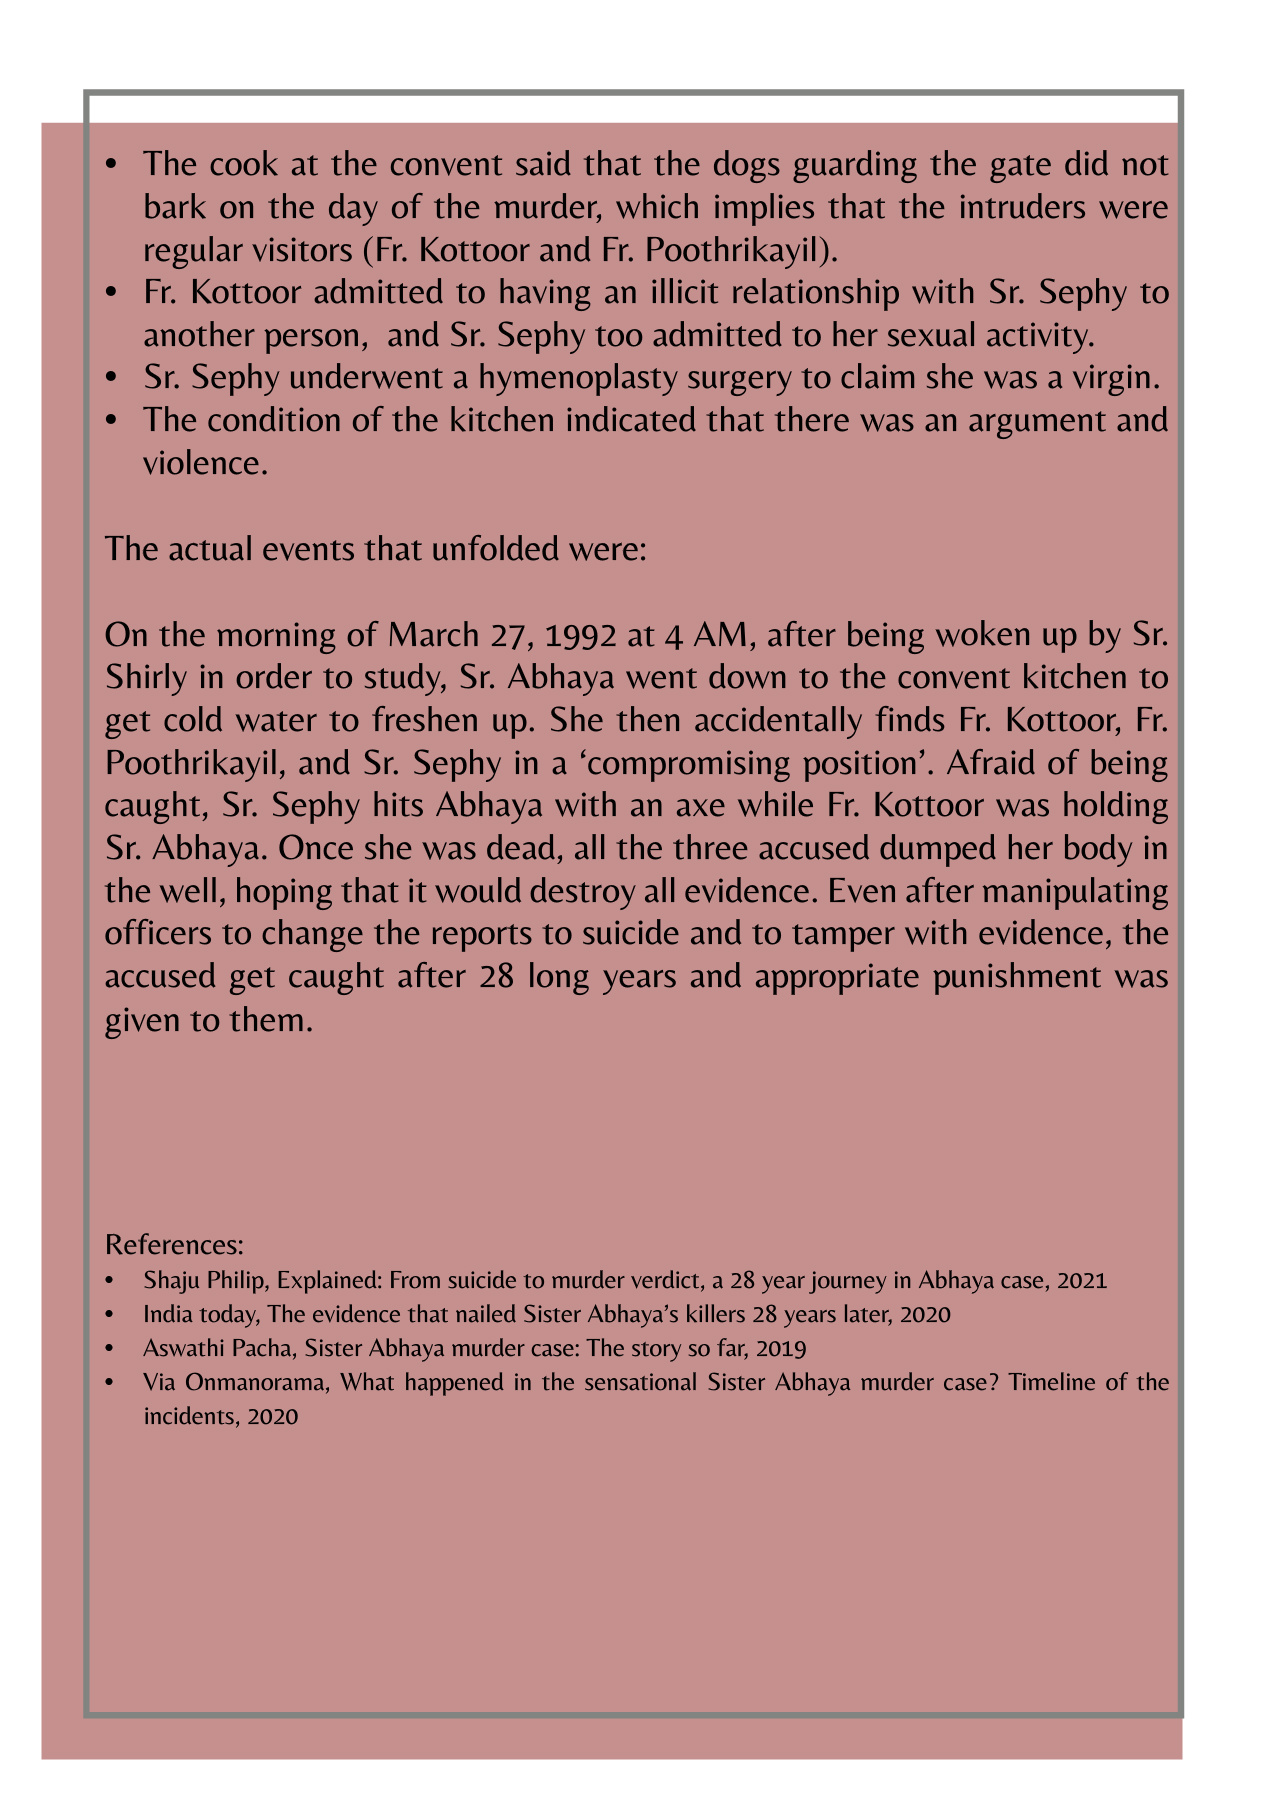 • The cook at the convent said that the dogs guarding the gate did not
bark on the day of the murder, which implies that the intruders were
regular visitors (Fr. Kottoor and Fr. Poothrikayil).
• Fr. Kottoor admitted to having an illicit relationship with Sr. Sephy to
another person, and Sr. Sephy too admitted to her sexual activity.
• Sr. Sephy underwent a hymenoplasty surgery to claim she was a virgin.
• The condition of the kitchen indicated that there was an argument and
violence.
The actual events that unfolded were:
On the morning of March 27, 1992 at 4 AM, after being woken up by Sr.
Shirly in order to study, Sr. Abhaya went down to the convent kitchen to
get cold water to freshen up. She then accidentally finds Fr. Kottoor, Fr.
Poothrikayil, and Sr. Sephy in a ‘compromising position’. Afraid of being
caught, Sr. Sephy hits Abhaya with an axe while Fr. Kottoor was holding
Sr. Abhaya. Once she was dead, all the three accused dumped her body in
the well, hoping that it would destroy all evidence. Even after manipulating
officers to change the reports to suicide and to tamper with evidence, the
accused get caught after 28 long years and appropriate punishment was
given to them.
References:
• Shaju Philip, Explained: From suicide to murder verdict, a 28 year journey in Abhaya case, 2021
• India today, The evidence that nailed Sister Abhaya’s killers 28 years later, 2020
• Aswathi Pacha, Sister Abhaya murder case: The story so far, 2019
• Via Onmanorama, What happened in the sensational Sister Abhaya murder case? Timeline of the
incidents, 2020